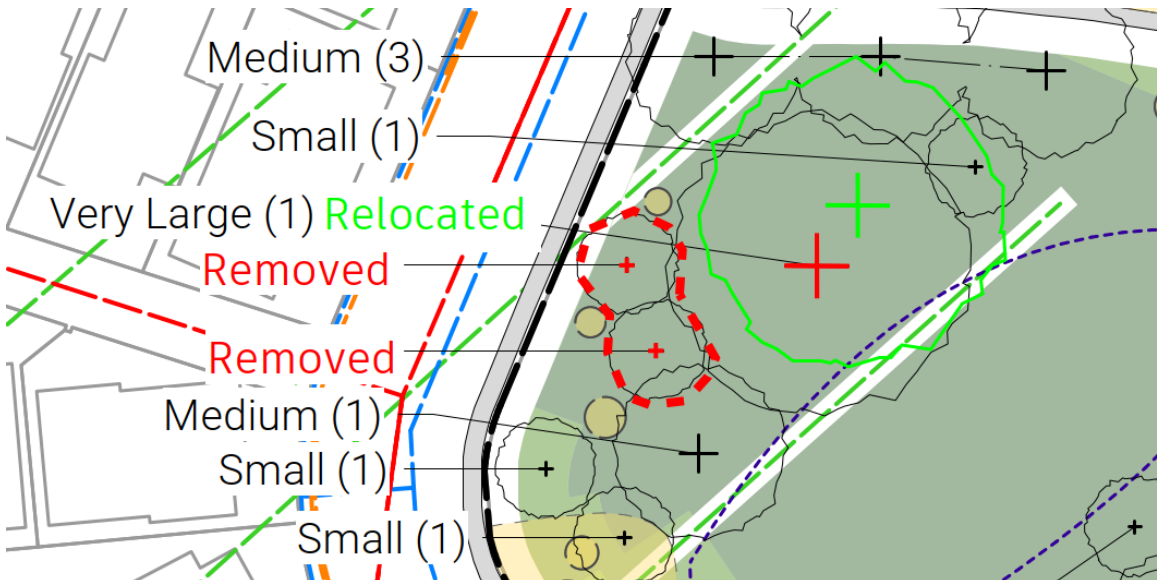 Medium (3)
Small (1)
Very Large (1) Relocated
Removed
Removed
Medium (1)
Small (1)
Small (1)